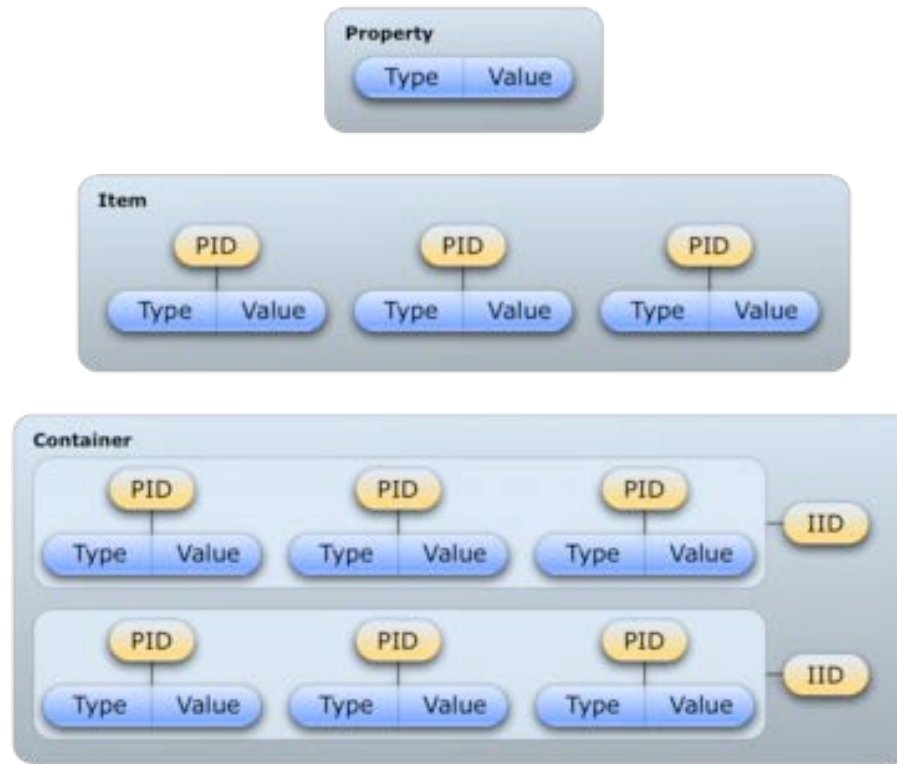 Property
Type Value
Item
PID PID PID
Type Value Type Value Type Value
Container
PID PID PID
IID
Type Value Type Value Type Value
PID PID PID
IID
Type Value Type Value Type Value